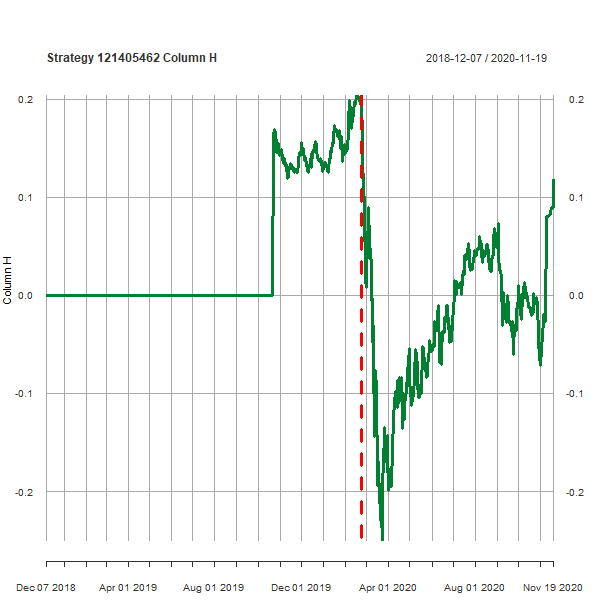 Strategy 121405462 Column H
2018-12-07 / 2020-11-19
0.2
0.2
0.1
0.1
Column H
0.0
0.0
-0.1
-0.1
-0.2
-0.2
Dec 07 2018
Apr 01 2019
Aug 01 2019
Dec 01 2019
Apr 01 2020
Aug 01 2020
Nov 19 2020